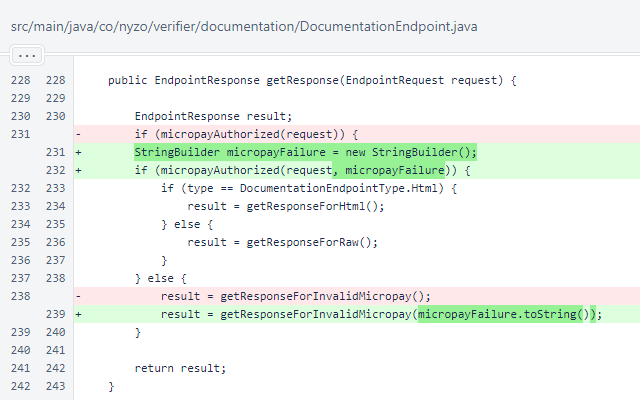 src/main/java/co/nyzo/verifier/documentation/DocumentationEndpoint.java
...
228 228 public EndpointResponse getResponse(EndpointRequest request) {
229 229
230 230 EndpointResponse result;
231 - if (micropayAuthorized(request)) {
231 + StringBuilder micropayFailure = new StringBuilder();
232 + if (micropayAuthorized(request, micropayFailure)) {
232 233 if (type == DocumentationEndpointType.Html) {
233 234 result = getResponseForHtml();
234 235 } else {
235 236 result = getResponseForRaw();
236 237 }
237 238 } else {
238 - result = getResponseForInvalidMicropay();
239 + result = getResponseForInvalidMicropay(micropayFailure.toString());
239 240 }
240 241
241 242 return result;
242 243 }